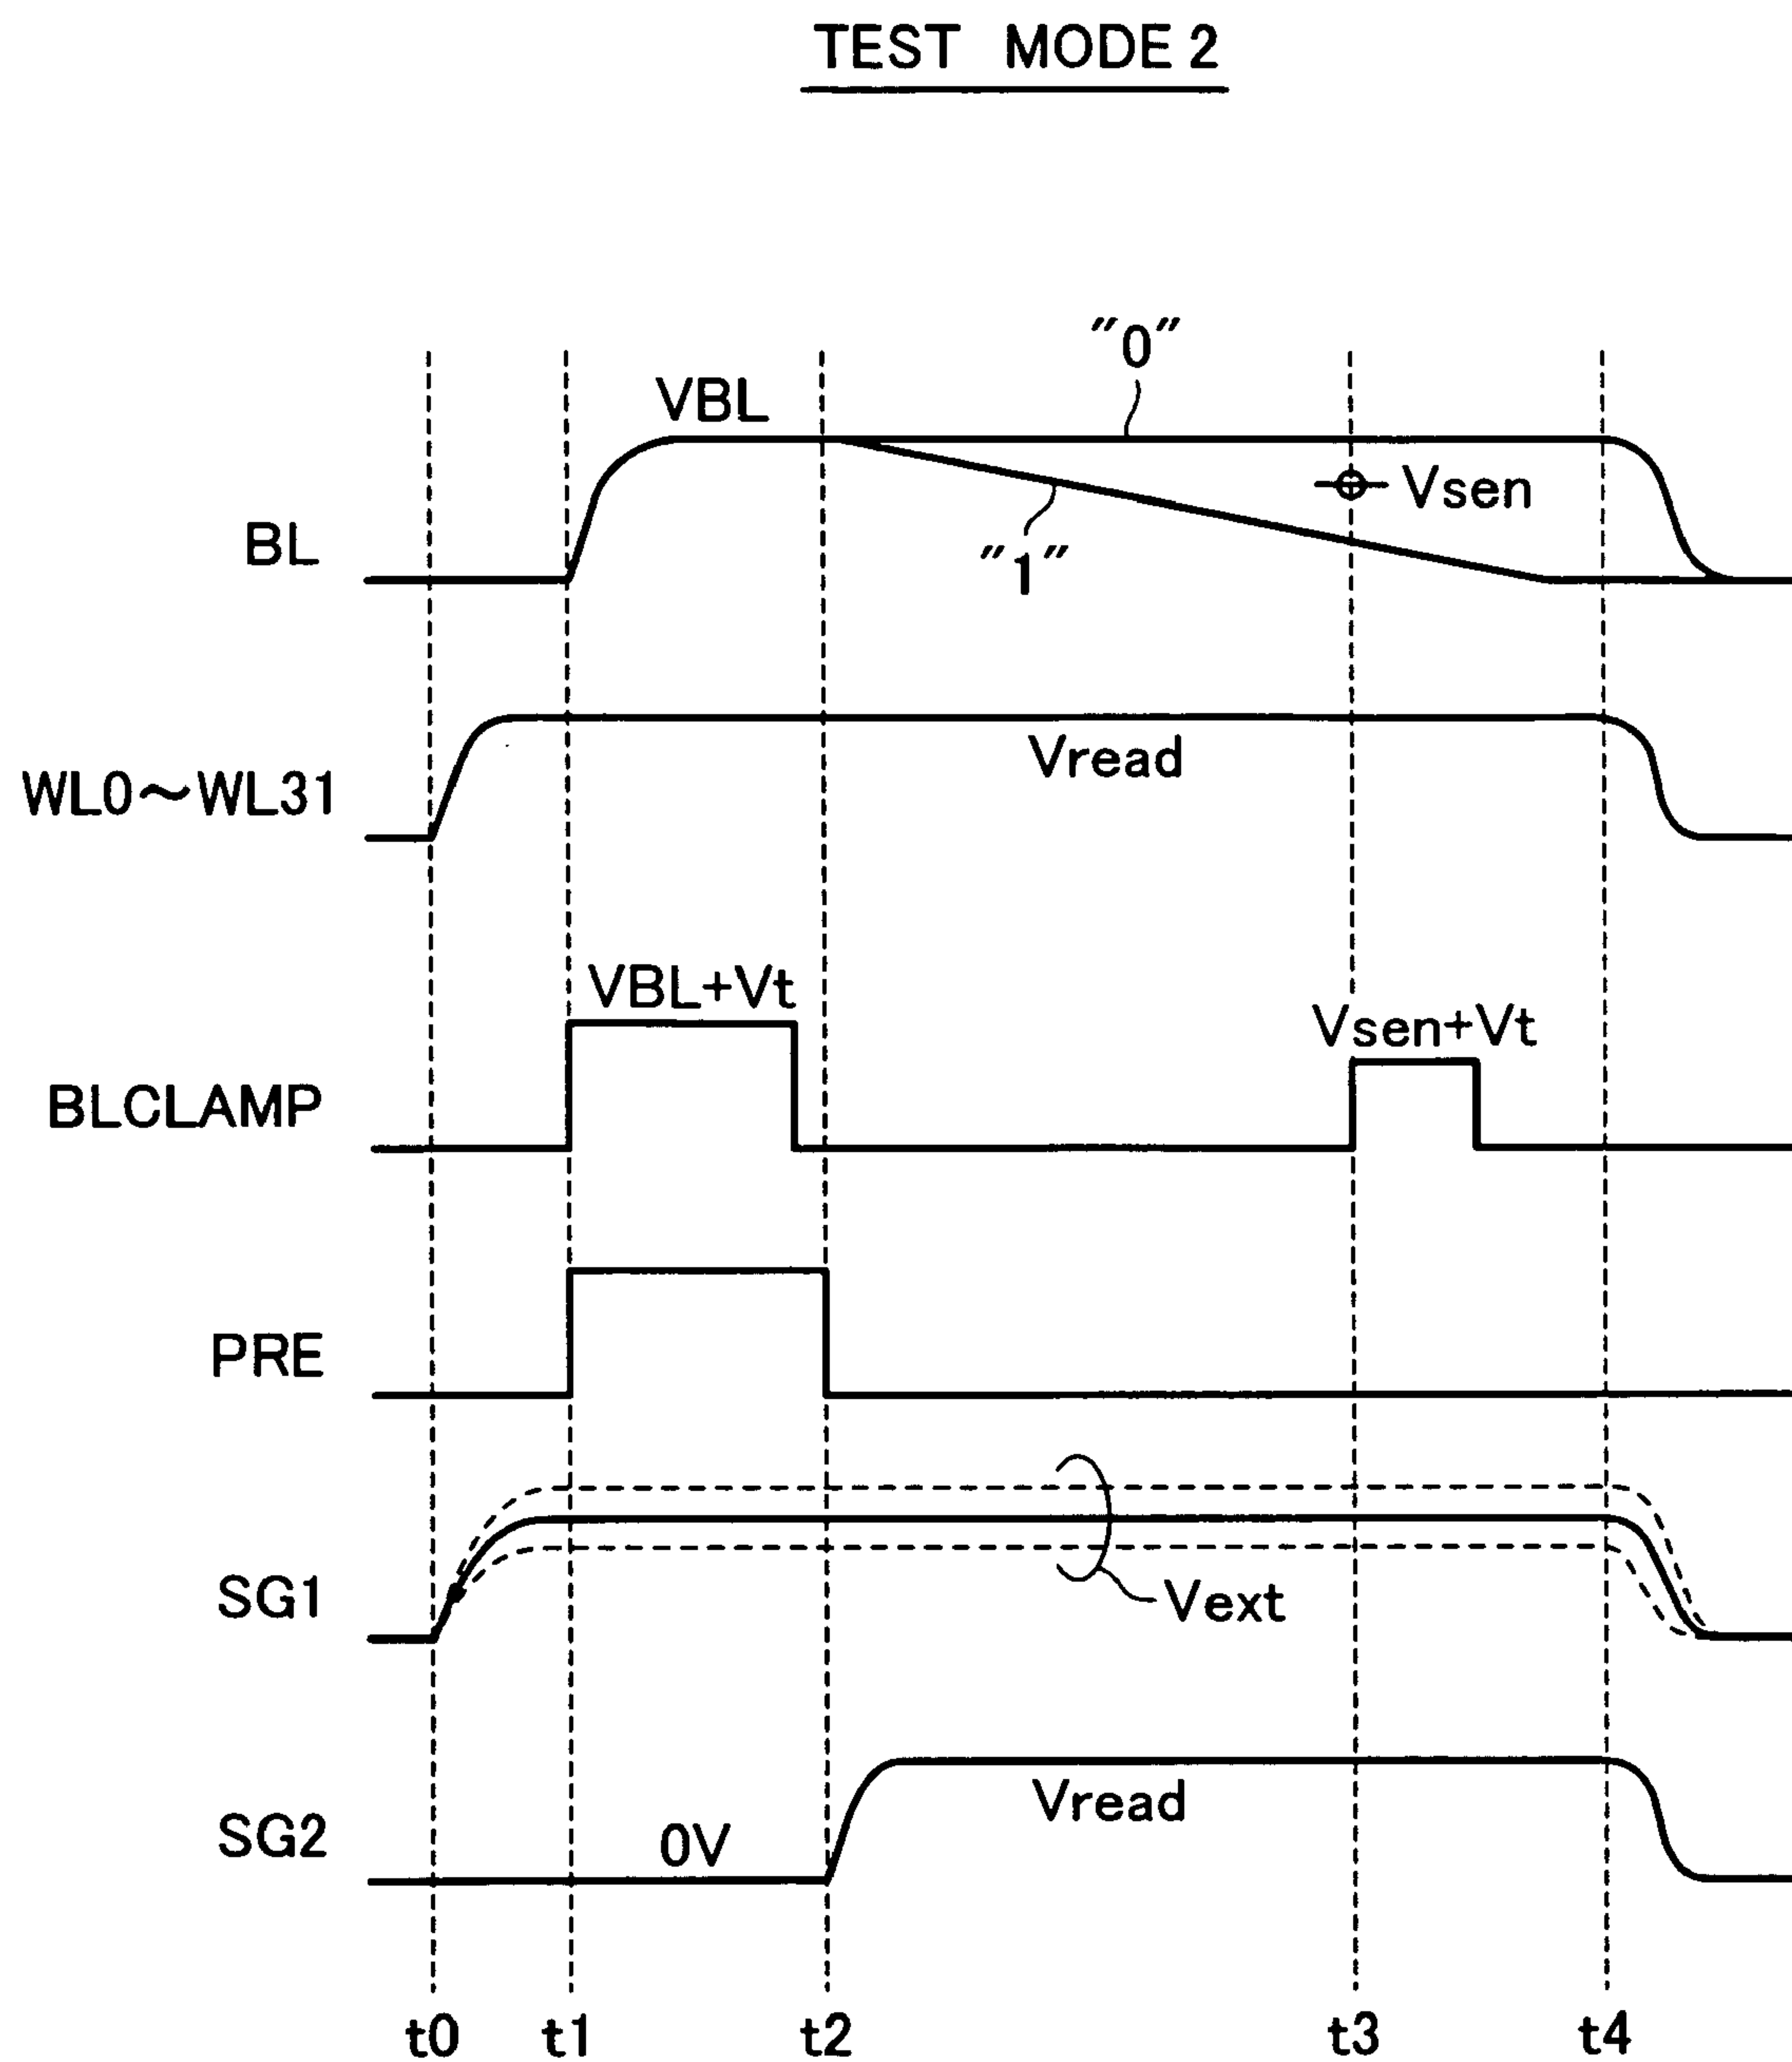 TEST MODE 2
"0"
VBL
Vsen
BL
"1"
Vread
WL0～WL31
VBL+Vt
Vsen+Vt
BLCLAMP
PRE
SG1
Vext
Vread
SG2
0V
t0 t1 t2 t3 t4